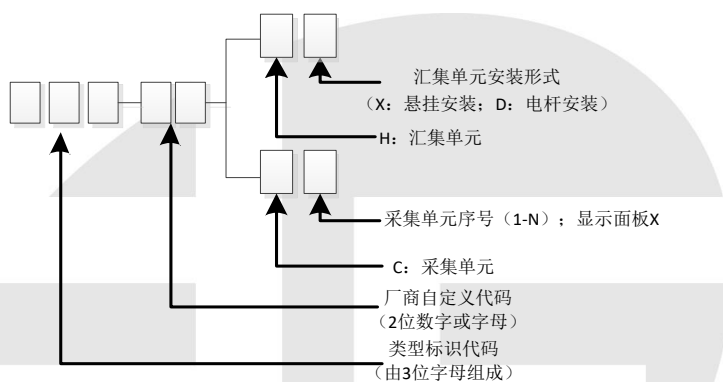 汇集单元安装形式
（X：悬挂安装；D：电杆安装）
H：汇集单元
采集单元序号（1-N）；显示面板X
C：采集单元
厂商自定义代码
（2位数字或字母）
类型标识代码
（由3位字母组成）